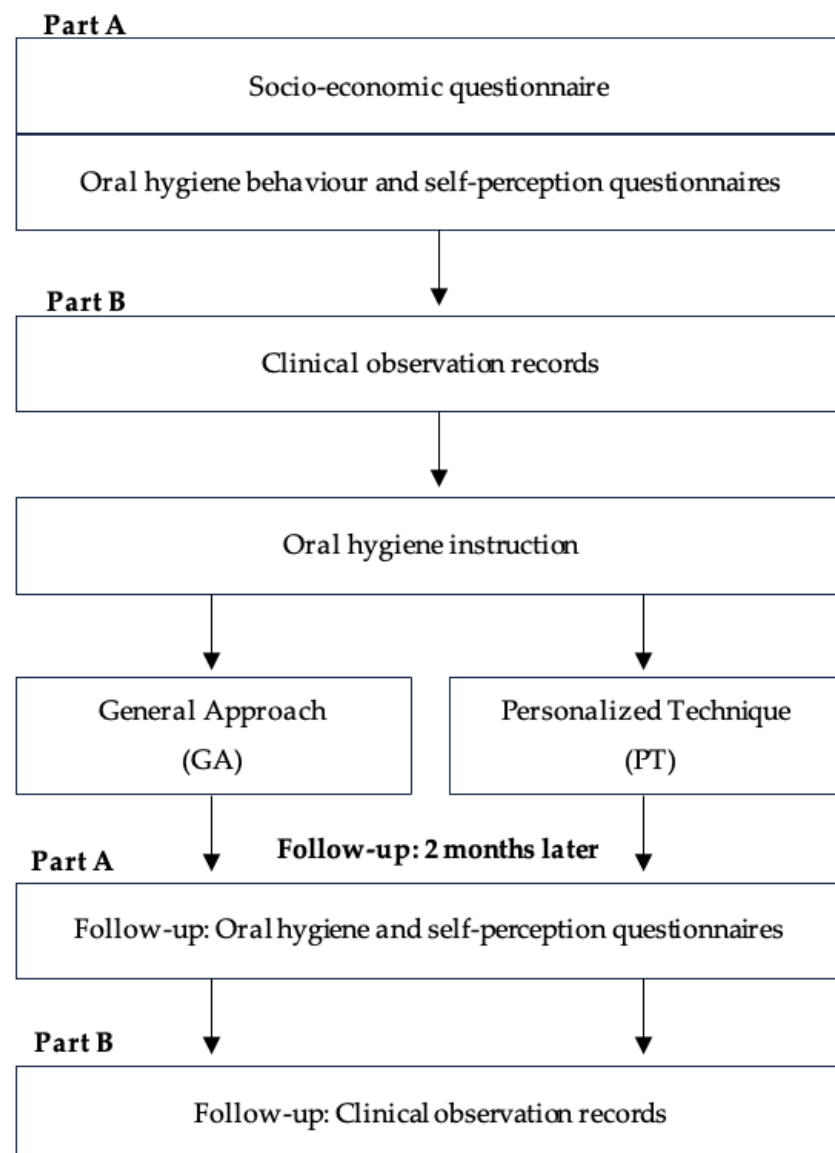 Part A
Socio-economic questionnaire
Oral hygiene behaviour and self-perception questionnaires
Part B
Clinical observation records
Oral hygiene instruction
General Approach
(GA)
Personalized Technique
(PT)
Follow-up: 2 months later
Part A
Follow-up: Oral hygiene and self-perception questionnaires
Part B
Follow-up: Clinical observation records